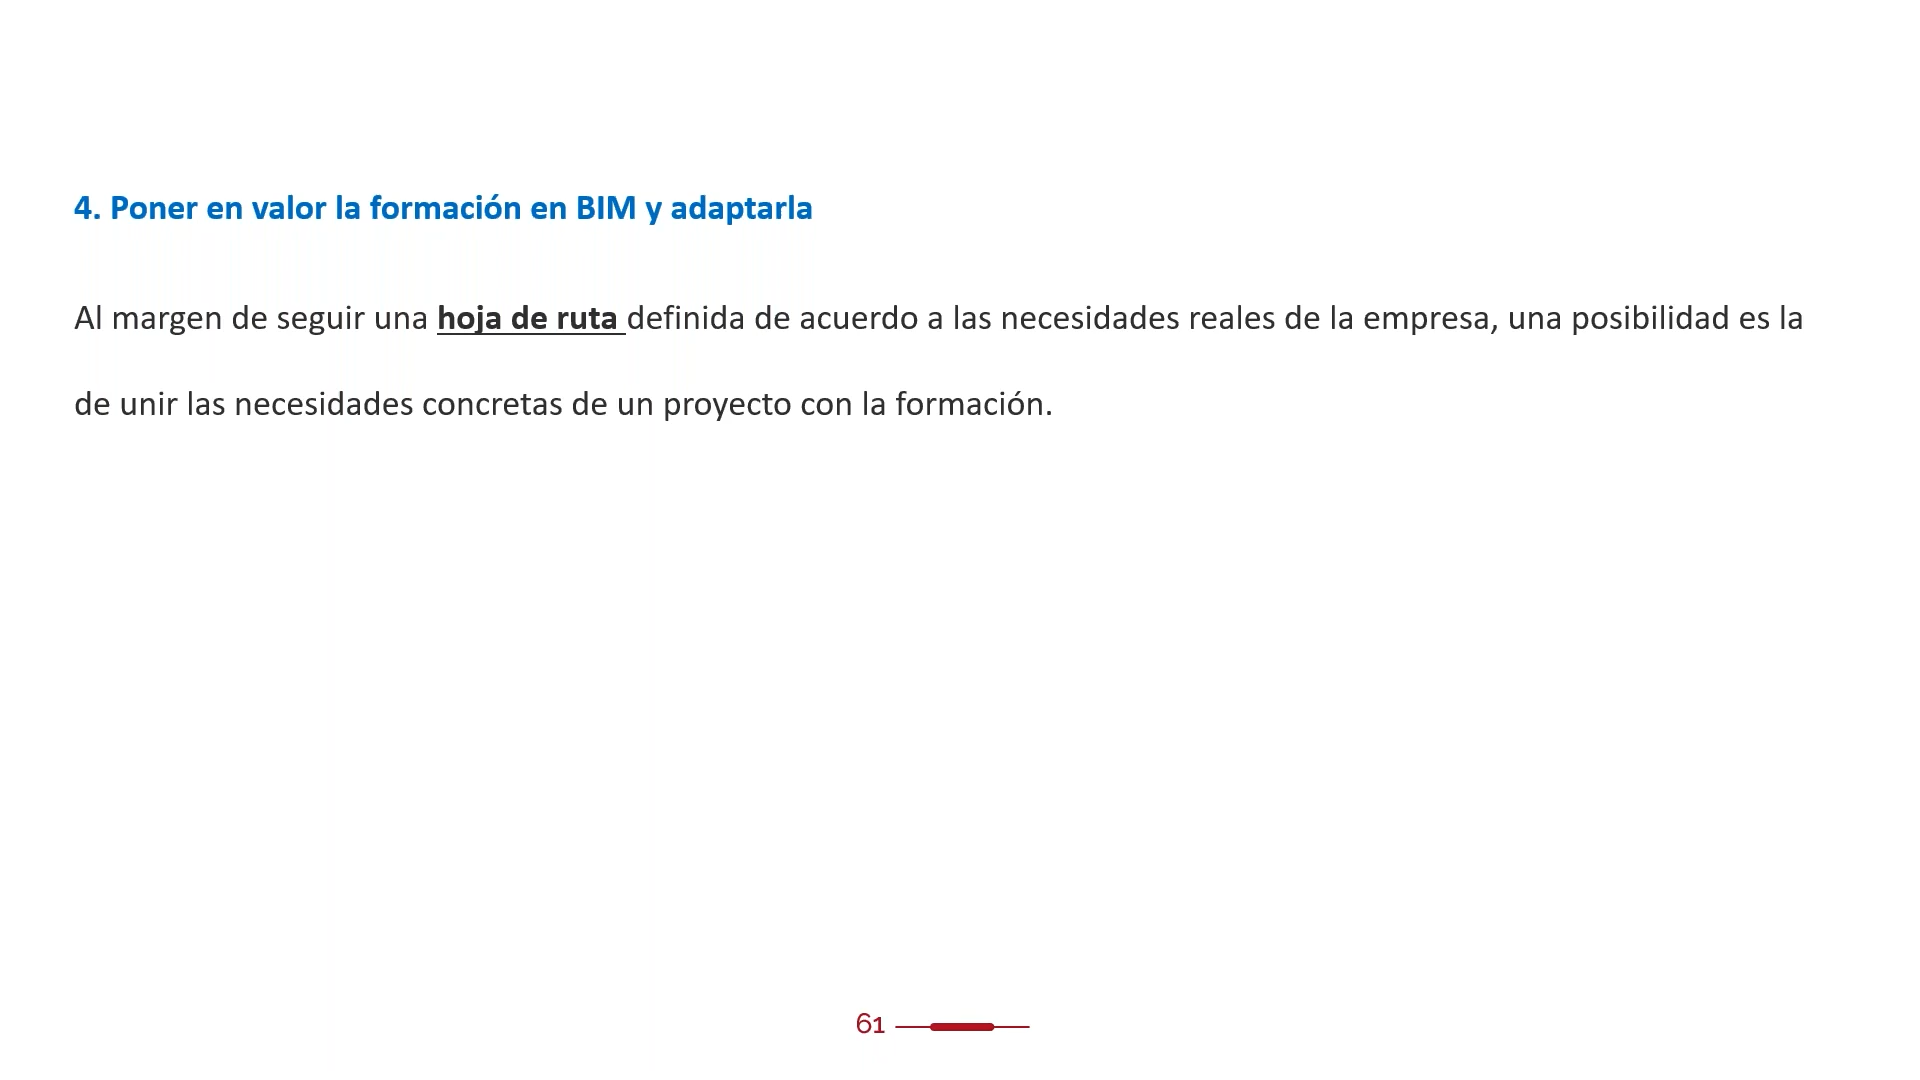 4. Poner en valor la formación en BIM y adaptarla
Al margen de seguir una hoja de ruta definida de acuerdo a las necesidades reales de la empresa, una posibilidad es la
de unir las necesidades concretas de un proyecto con la formación.
61